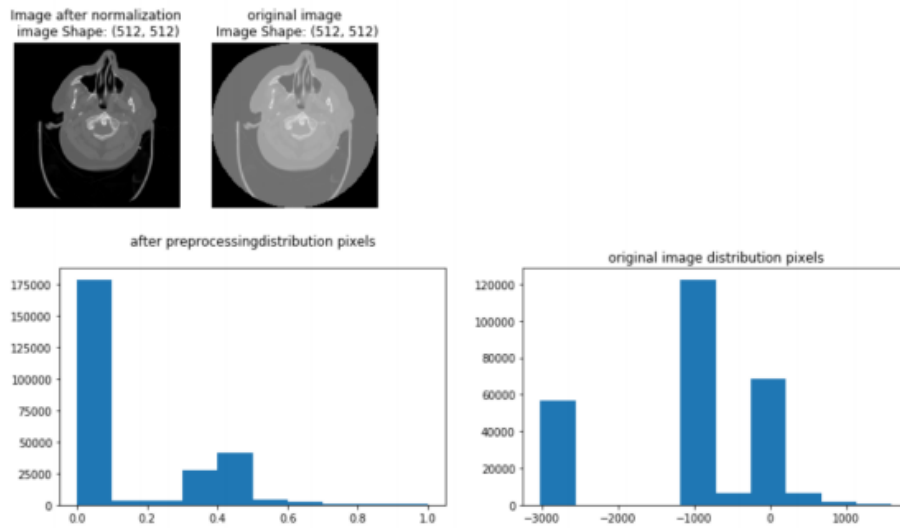 Image after normalization
image Shape: (512, 512)
original image
Image Shape: (512, 512)
after preprocessingdistribution pixels
175000
150000
125000
100000
75000
50000
25000
0
0.0 0.2 0.4 0.6 0.8 1.0
original image distribution pixels
120000
100000
80000
60000
40000
20000
0
−3000 −2000 −1000 0 1000